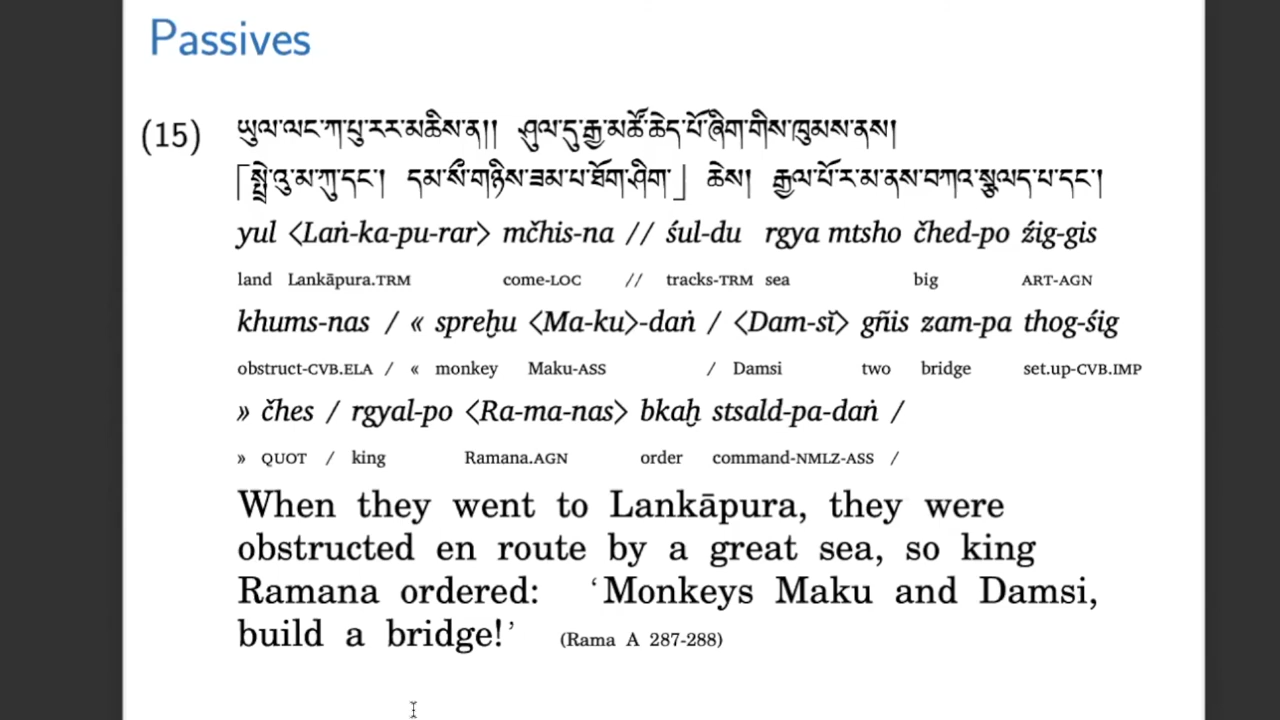 Passives
(15) ཡུལ་ལང་ཀ་པུ་རར་མཆིས་ན།། ཤུལ་དུ་རྒྱ་མཚོ་ཆེད་པོ་ཞིག་གིས་ཁུམས་ནས།
「སྤྲེའུ་མ་ཀུ་དང་། དམ་སྀ་གཉིས་ཟམ་པ་ཐོག་ཤིག་」 ཆེས། རྒྱལ་པོ་ར་མ་ནས་བཀའ་སྩལད་པ་དང་།
yul ⟨Laṅ-ka-pu-rar⟩ mčhis-na // śul-du rgya mtsho čhed-po źig-gis
land Lankāpura.TRM come-LOC // tracks-TRM sea big ART-AGN
khums-nas / « spreḫu ⟨Ma-ku⟩-daṅ / ⟨Dam-sǐ⟩ gñis zam-pa thog-śig
obstruct-CVB.ELA / « monkey Maku-ASS / Damsi two bridge set.up-CVB.IMP
» čhes / rgyal-po ⟨Ra-ma-nas⟩ bkaḫ stsald-pa-daṅ /
» QUOT / king Ramana.AGN order command-NMLZ-ASS /
When they went to Lankāpura, they were
obstructed en route by a great sea, so king
Ramana ordered: ‘Monkeys Maku and Damsi,
build a bridge!’ (Rama A 287-288)